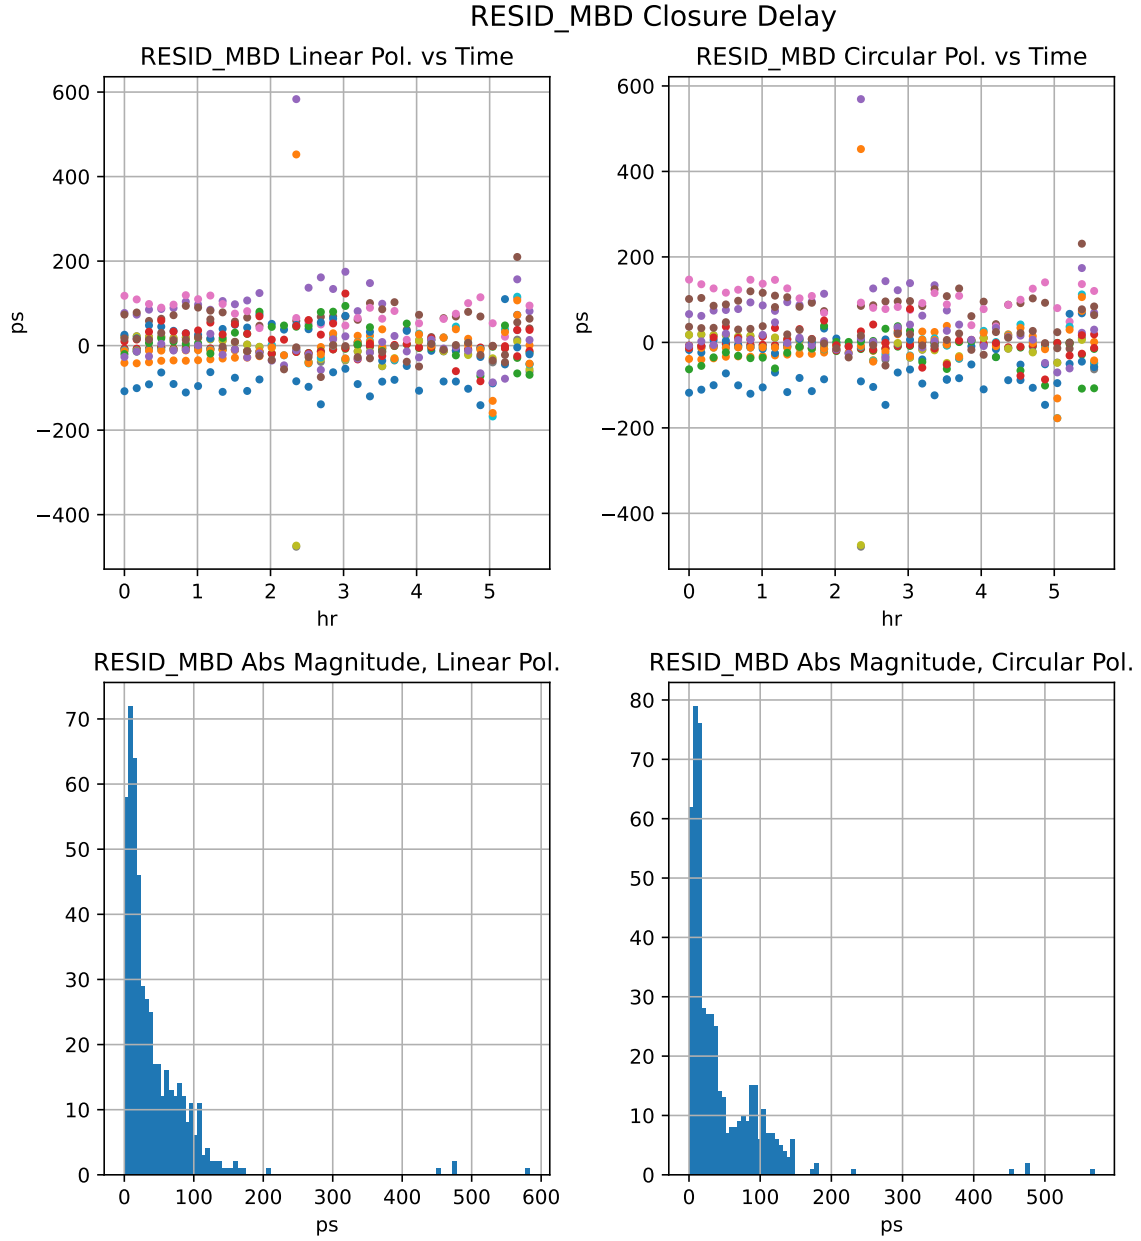 RESID_MBD Closure Delay
RESID_MBD Linear Pol. vs Time
600
400
200
0
−200
−400
ps
0 1 2 3 4 5
hr
RESID_MBD Circular Pol. vs Time
600
400
200
0
−200
−400
ps
0 1 2 3 4 5
hr
RESID_MBD Abs Magnitude, Linear Pol.
70
60
50
40
30
20
10
0
0 100 200 300 400 500 600
ps
RESID_MBD Abs Magnitude, Circular Pol.
80
70
60
50
40
30
20
10
0
0 100 200 300 400 500
ps